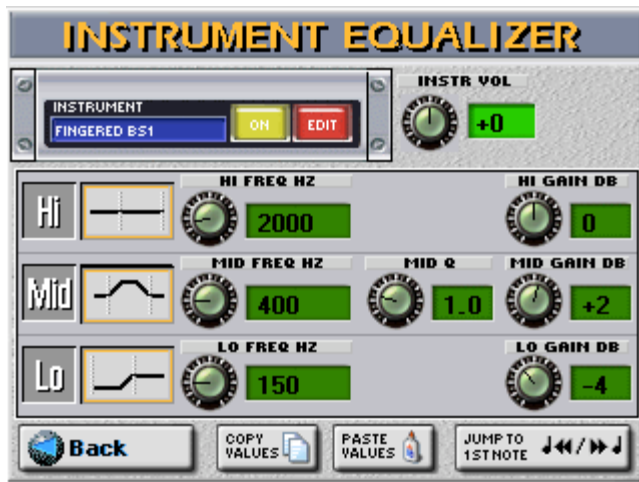 INSTRUMENT EQUALIZER
INSTRUMENT
FINGERED BS1
ON
EDIT
INSTR VOL
+0
Hi
HI FREQ HZ
2000
HI GAIN DB
0
Mid
MID FREQ HZ
400
MID Q
1.0
MID GAIN DB
+2
Lo
LO FREQ HZ
150
LO GAIN DB
-4
Back
COPY
VALUES
PASTE
VALUES
JUMP TO
1ST NOTE